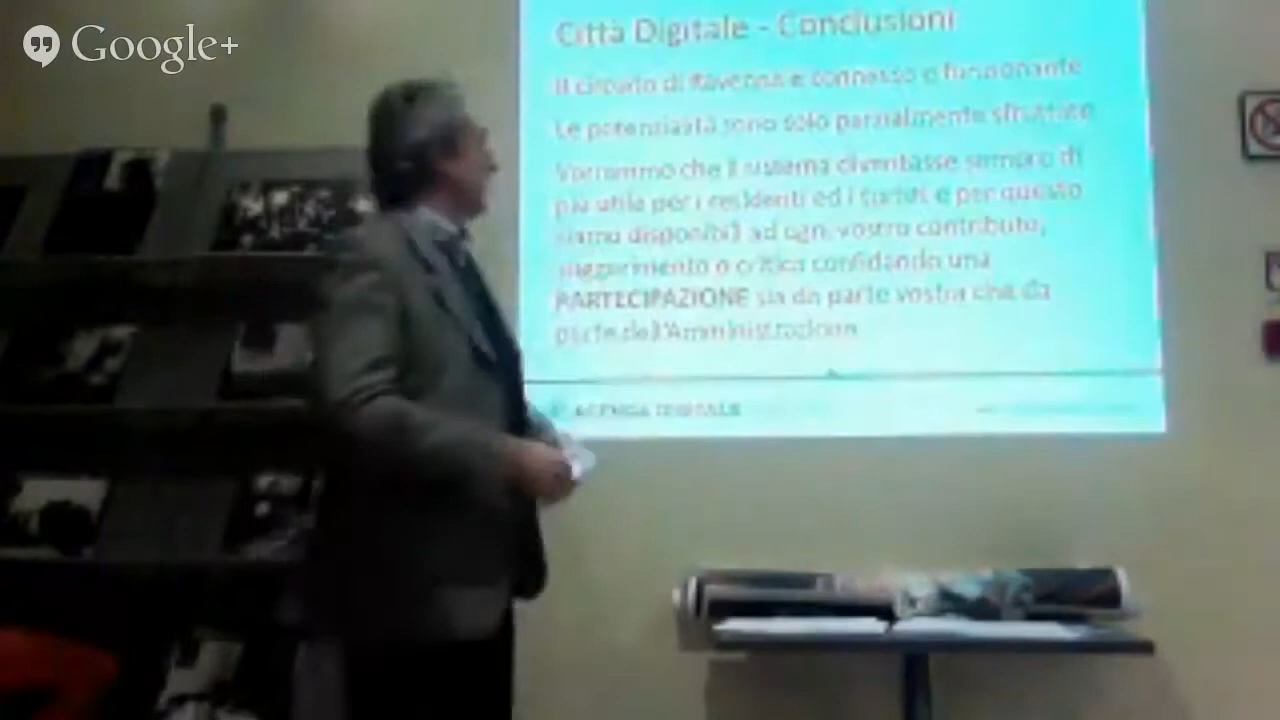 Google+
Città Digitale - Conclusioni
Il circuito di Ravenna e connesso e funzionante
Le potenzialità sono solo parzialmente sfruttate
Vorremmo che il sistema diventasse sempre di
più utile per i residenti ed i turisti e per questo
siamo disponibili ad ogni vostro contributo,
suggerimento o critica confidando una
PARTECIPAZIONE sia da parte vostra che da
parte dell'Amministrazione
AGENDA DIGITALE